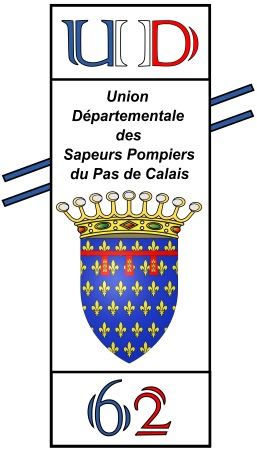 UD
Union
Départementale
des
Sapeurs Pompiers
du Pas de Calais
62